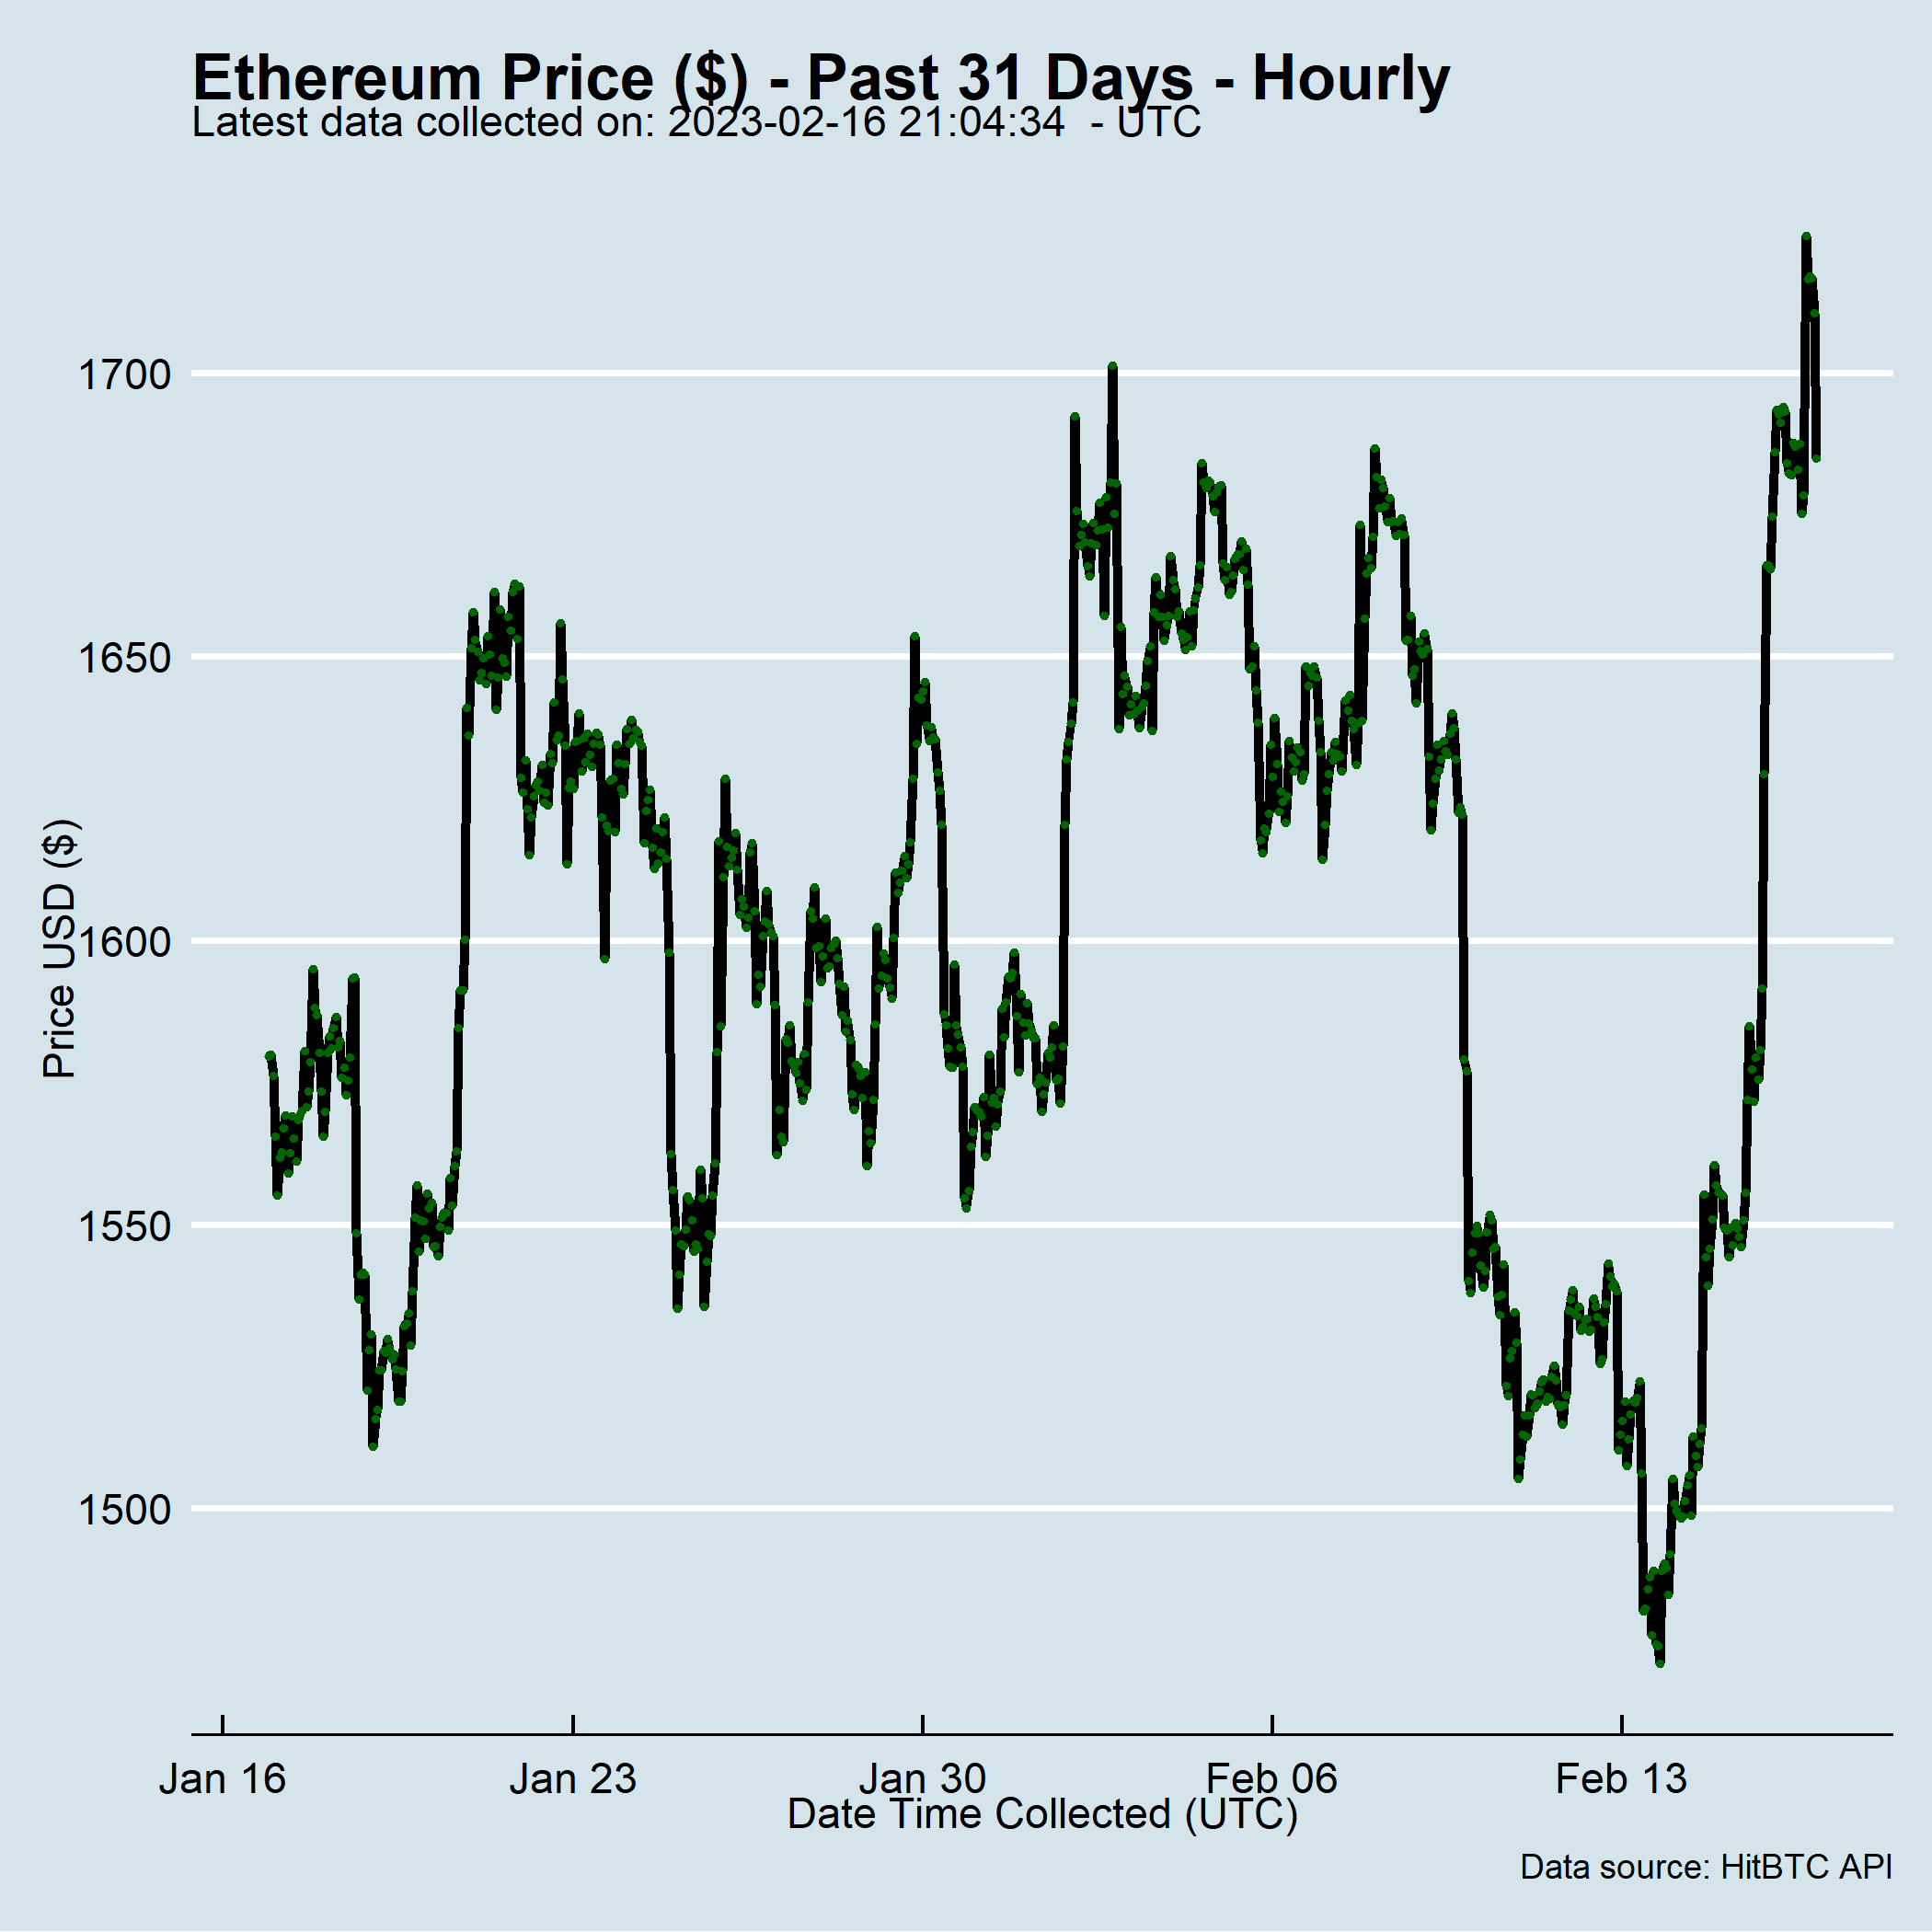 Ethereum Price ($) - Past 31 Days - Hourly
Latest data collected on: 2023-02-16 21:04:34  - UTC
1700
1650
1600
1550
1500
Price USD ($)
Jan 16
Jan 23
Jan 30
Feb 06
Feb 13
Date Time Collected (UTC)
Data source: HitBTC API